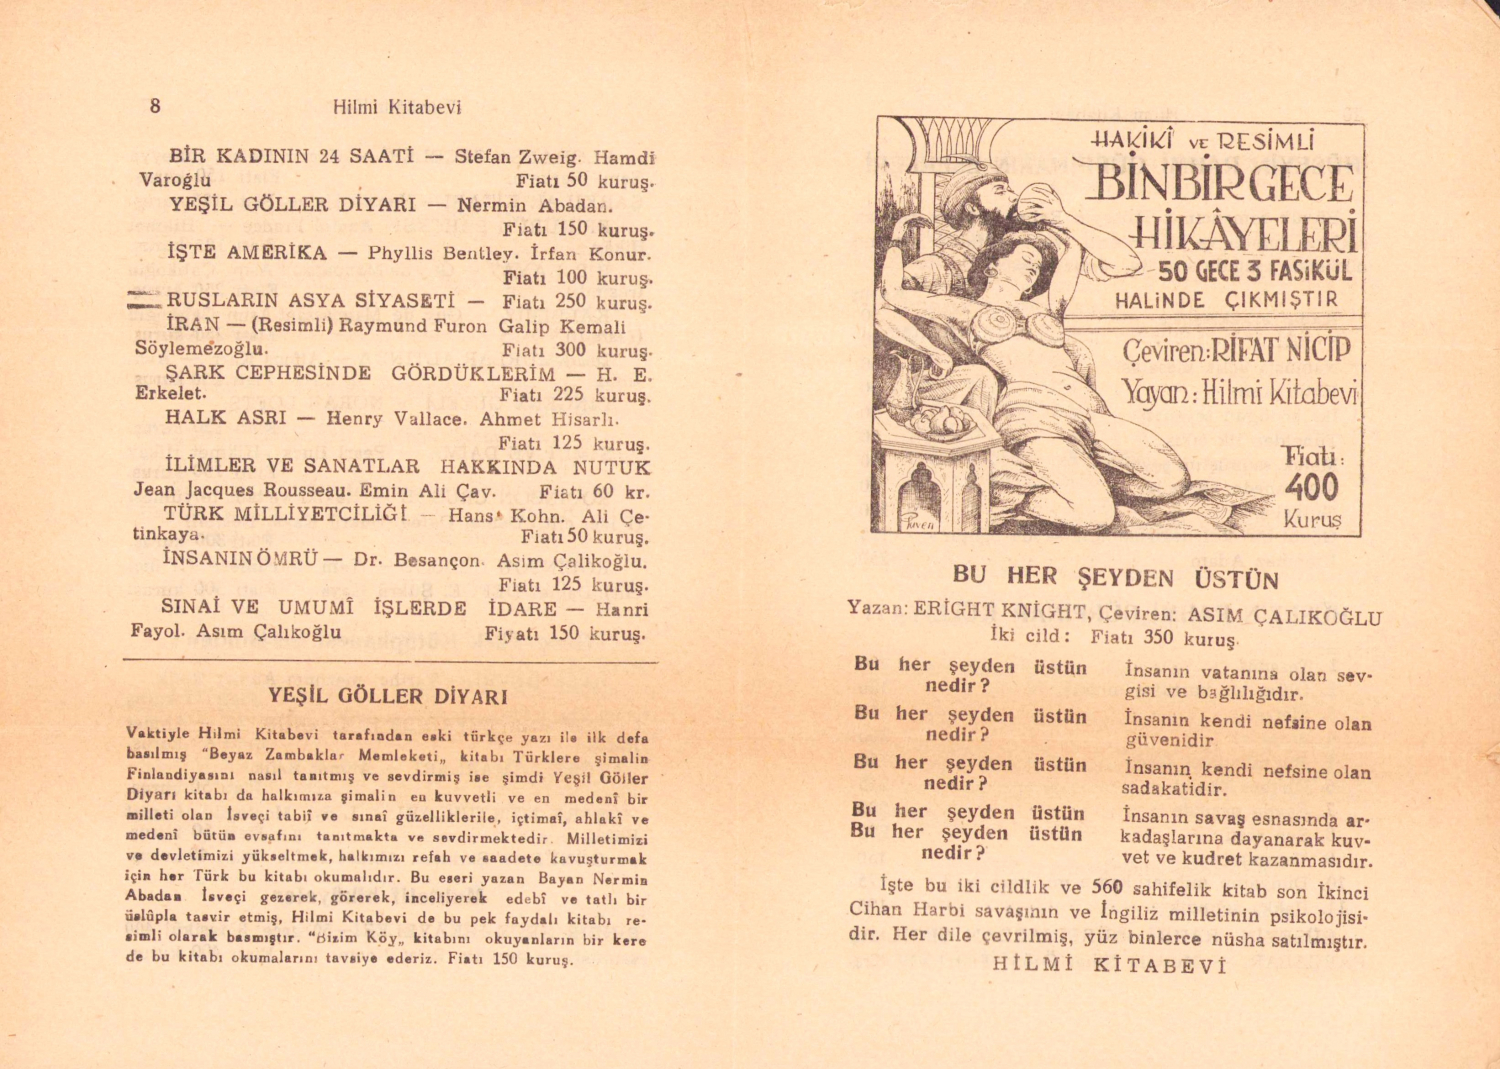 8 Hilmi Kitabevi
BİR KADININ 24 SAATİ — Stefan Zweig. Hamdi
Varoğlu Fiatı 50 kuruş.
YEŞİL GÖLLER DİYARI — Nermin Abadan.
Fiatı 150 kuruş.
İŞTE AMERİKA — Phyllis Bentley. İrfan Konur.
Fiatı 100 kuruş.
RUSLARIN ASYA SİYASETİ — Fiatı 250 kuruş.
İRAN — (Resimli) Raymund Furon Galip Kemali
Söylemezoğlu. Fiatı 300 kuruş.
ŞARK CEPHESİNDE GÖRDÜKLERİM — H. E.
Erkelet. Fiatı 225 kuruş.
HALK ASRI — Henry Vallace. Ahmet Hisarlı.
Fiatı 125 kuruş.
İLİMLER VE SANATLAR HAKKINDA NUTUK
Jean Jacques Rousseau. Emin Ali Çav. Fiatı 60 kr.
TÜRK MİLLİYETCİLİĞİ — Hans Kohn. Ali Çe-
tinkaya. Fiatı 50 kuruş.
İNSANIN ÖMRÜ — Dr. Besançon. Asım Çalikoğlu.
Fiatı 125 kuruş.
SINAİ VE UMUMÎ İŞLERDE İDARE — Hanri
Fayol. Asım Çalıkoğlu Fiyatı 150 kuruş.
YEŞİL GÖLLER DİYARI
Vaktiyle Hilmi Kitabevi tarafından eski türkçe yazı ile ilk defa
basılmış "Beyaz Zambaklar Memleketi„ kitabı Türklere şimalin
Finlandiyasını nasıl tanıtmış ve sevdirmiş ise şimdi Yeşil Göller
Diyarı kitabı da halkımıza şimalin en kuvvetli ve en medenî bir
milleti olan İsveçi tabiî ve sınaî güzelliklerile, içtimaî, ahlakî ve
medenî bütün evsafını tanıtmakta ve sevdirmektedir. Milletimizi
ve devletimizi yükseltmek, halkımızı refah ve saadete kavuşturmak
için her Türk bu kitabı okumalıdır. Bu eseri yazan Bayan Nermin
Abadan İsveçi gezerek, görerek, inceliyerek edebî ve tatlı bir
üslûpla tasvir etmiş, Hilmi Kitabevi de bu pek faydalı kitabı re-
simli olarak basmıştır. "Bizim Köy„ kitabını okuyanların bir kere
de bu kitabı okumalarını tavsiye ederiz. Fiatı 150 kuruş.
HAKİKİ VE RESİMLİ
BİNBİRGECE
HİKÂYELERİ
50 GECE 3 FASİKÜL
HALİNDE ÇIKMIŞTIR
Çeviren: RİFAT NİCİP
Yayan: Hilmi Kitabevi
Fiatı:
400
Kuruş
BU HER ŞEYDEN ÜSTÜN
Yazan: ERİGHT KNİGHT, Çeviren: ASIM ÇALIKOĞLU
İki cild: Fiatı 350 kuruş.
Bu her şeyden üstün İnsanın vatanına olan sev-
nedir? gisi ve bağlılığıdır.
Bu her şeyden üstün İnsanın kendi nefsine olan
nedir? güvenidir
Bu her şeyden üstün İnsanın kendi nefsine olan
nedir? sadakatidir.
Bu her şeyden üstün İnsanın savaş esnasında ar-
Bu her şeyden üstün kadaşlarına dayanarak kuv-
nedir? vet ve kudret kazanmasıdır.
İşte bu iki cildlik ve 560 sahifelik kitab son İkinci
Cihan Harbi savaşının ve İngiliz milletinin psikolojisi-
dir. Her dile çevrilmiş, yüz binlerce nüsha satılmıştır.
HİLMİ KİTABEVİ